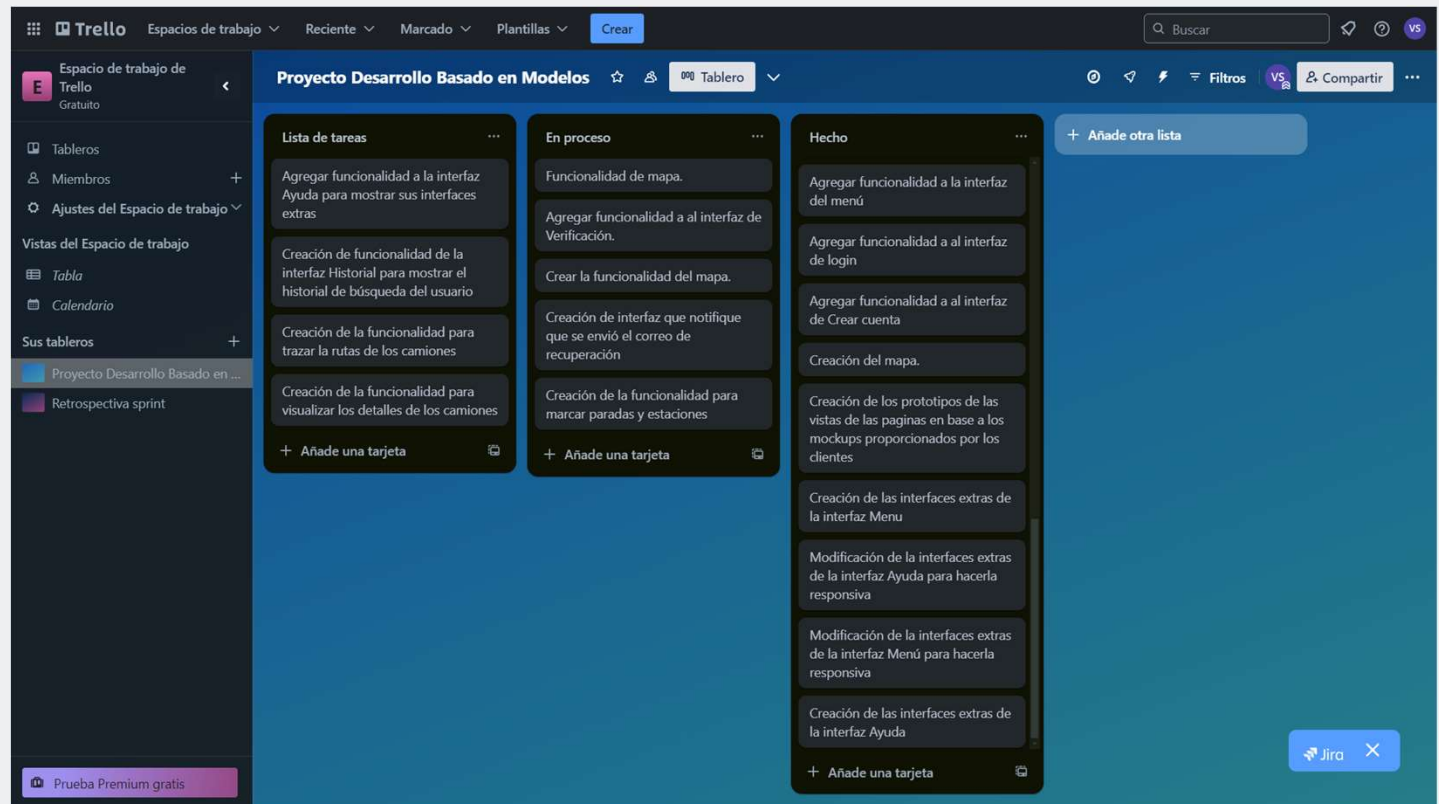 Trello
Espacios de trabajo
Reciente
Marcado
Plantillas
Crear
Buscar
VS
E
Espacio de trabajo de
Trello
Gratuito
Tableros
Miembros
Ajustes del Espacio de trabajo
Vistas del Espacio de trabajo
Tabla
Calendario
Sus tableros
Proyecto Desarrollo Basado en ...
Retrospectiva sprint
Prueba Premium gratis
Proyecto Desarrollo Basado en Modelos
Tablero
Filtros
VS
Compartir
Lista de tareas
Agregar funcionalidad a la interfaz
Ayuda para mostrar sus interfaces
extras
Creación de funcionalidad de la
interfaz Historial para mostrar el
historial de búsqueda del usuario
Creación de la funcionalidad para
trazar la rutas de los camiones
Creación de la funcionalidad para
visualizar los detalles de los camiones
+ Añade una tarjeta
En proceso
Funcionalidad de mapa.
Agregar funcionalidad a al interfaz de
Verificación.
Crear la funcionalidad del mapa.
Creación de interfaz que notifique
que se envió el correo de
recuperación
Creación de la funcionalidad para
marcar paradas y estaciones
+ Añade una tarjeta
Hecho
Agregar funcionalidad a la interfaz
del menú
Agregar funcionalidad a al interfaz
de login
Agregar funcionalidad a al interfaz
de Crear cuenta
Creación del mapa.
Creación de los prototipos de las
vistas de las paginas en base a los
mockups proporcionados por los
clientes
Creación de las interfaces extras de
la interfaz Menu
Modificación de la interfaces extras
de la interfaz Ayuda para hacerla
responsiva
Modificación de la interfaces extras
de la interfaz Menú para hacerla
responsiva
Creación de las interfaces extras de
la interfaz Ayuda
+ Añade una tarjeta
+ Añade otra lista
Jira